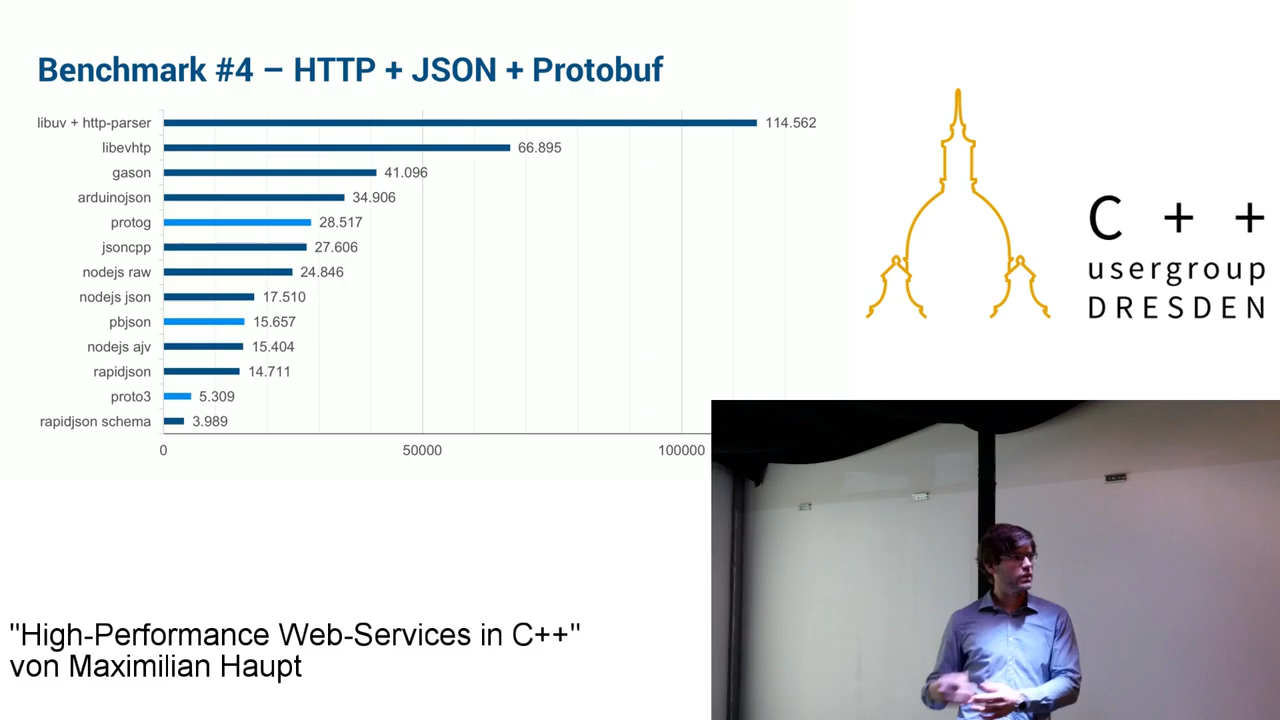 Benchmark #4 – HTTP + JSON + Protobuf
libuv + http-parser 114.562
libevhtp 66.895
gason 41.096
arduinojson 34.906
protog 28.517
jsoncpp 27.606
nodejs raw 24.846
nodejs json 17.510
pbjson 15.657
nodejs ajv 15.404
rapidjson 14.711
proto3 5.309
rapidjson schema 3.989
0 50000 100000
C++
usergroup
DRESDEN
"High-Performance Web-Services in C++"
von Maximilian Haupt